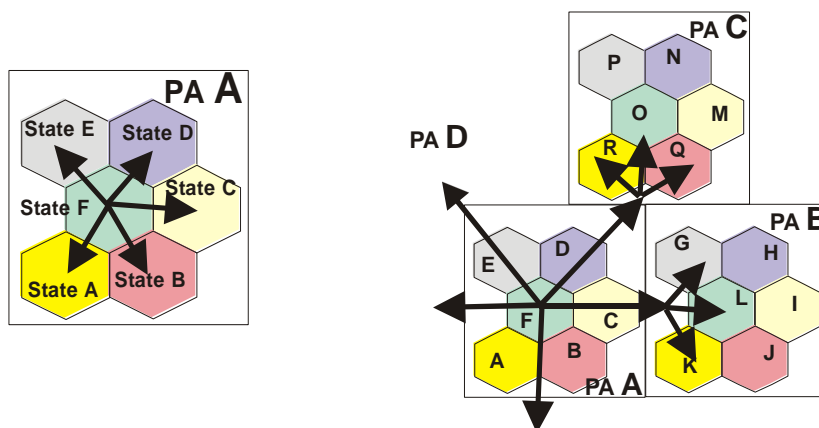 PA A
State E
State D
State C
State F
State A
State B
PA C
P
N
O
M
R
Q
PA D
PA B
E
D
G
H
F
C
L
I
A
B
K
J
PA A